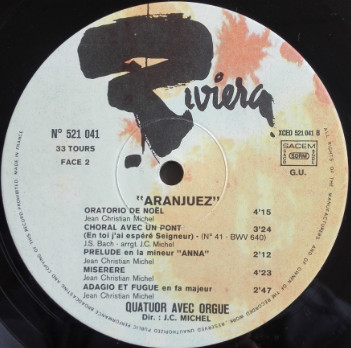 Riviera
N° 521 041
33 TOURS
FACE 2
XCED 521 041 B
SACEM
SDRM
G.U.
"ARANJUEZ"
ORATORIO DE NOËL 4'15
Jean Christian Michel
CHORAL AVEC UN PONT 3'24
(En toi j'ai espéré Seigneur) - (N° 41 - BWV 640)
J.S. Bach - arrgt. J.C. Michel
PRELUDE en la mineur "ANNA" 2'12
Jean Christian Michel
MISERERE 4'23
Jean Christian Michel
ADAGIO ET FUGUE en fa majeur 2'47
Jean Christian Michel
QUATUOR AVEC ORGUE
Dir. : J.C. MICHEL
MADE IN FRANCE